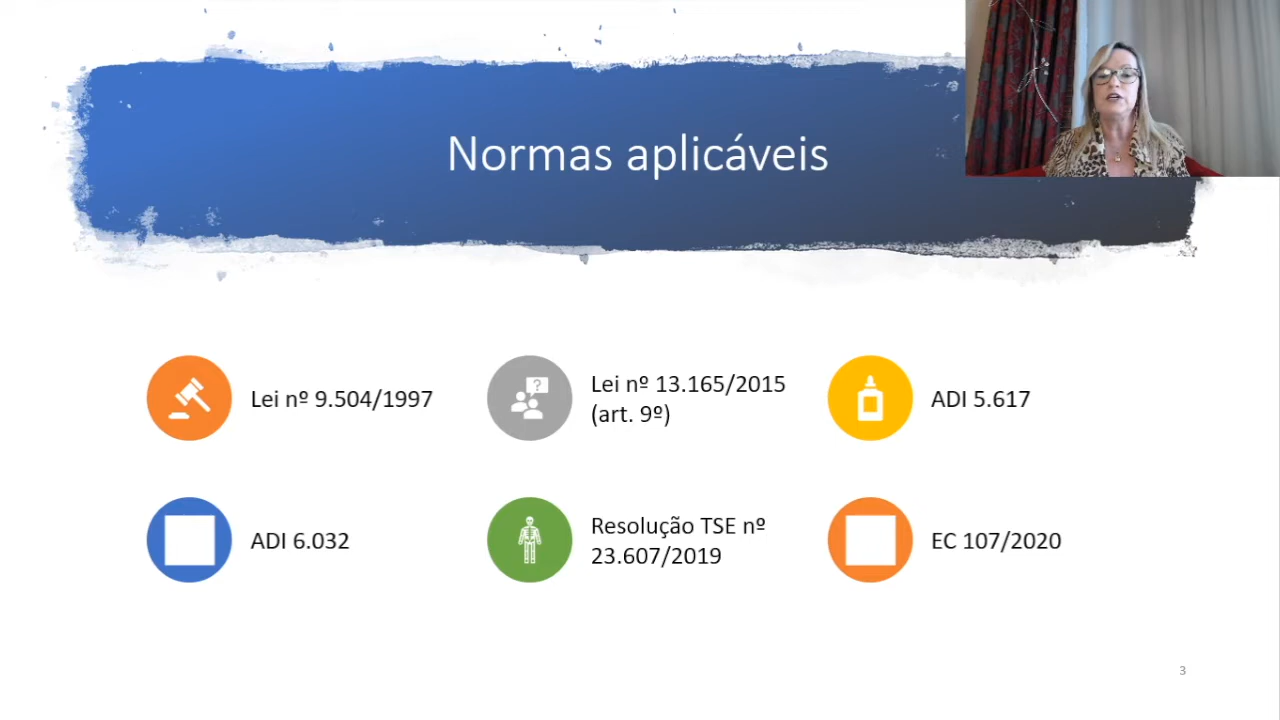 Normas aplicáveis
Lei nº 9.504/1997
Lei nº 13.165/2015
(art. 9º)
ADI 5.617
ADI 6.032
Resolução TSE nº
23.607/2019
EC 107/2020
3